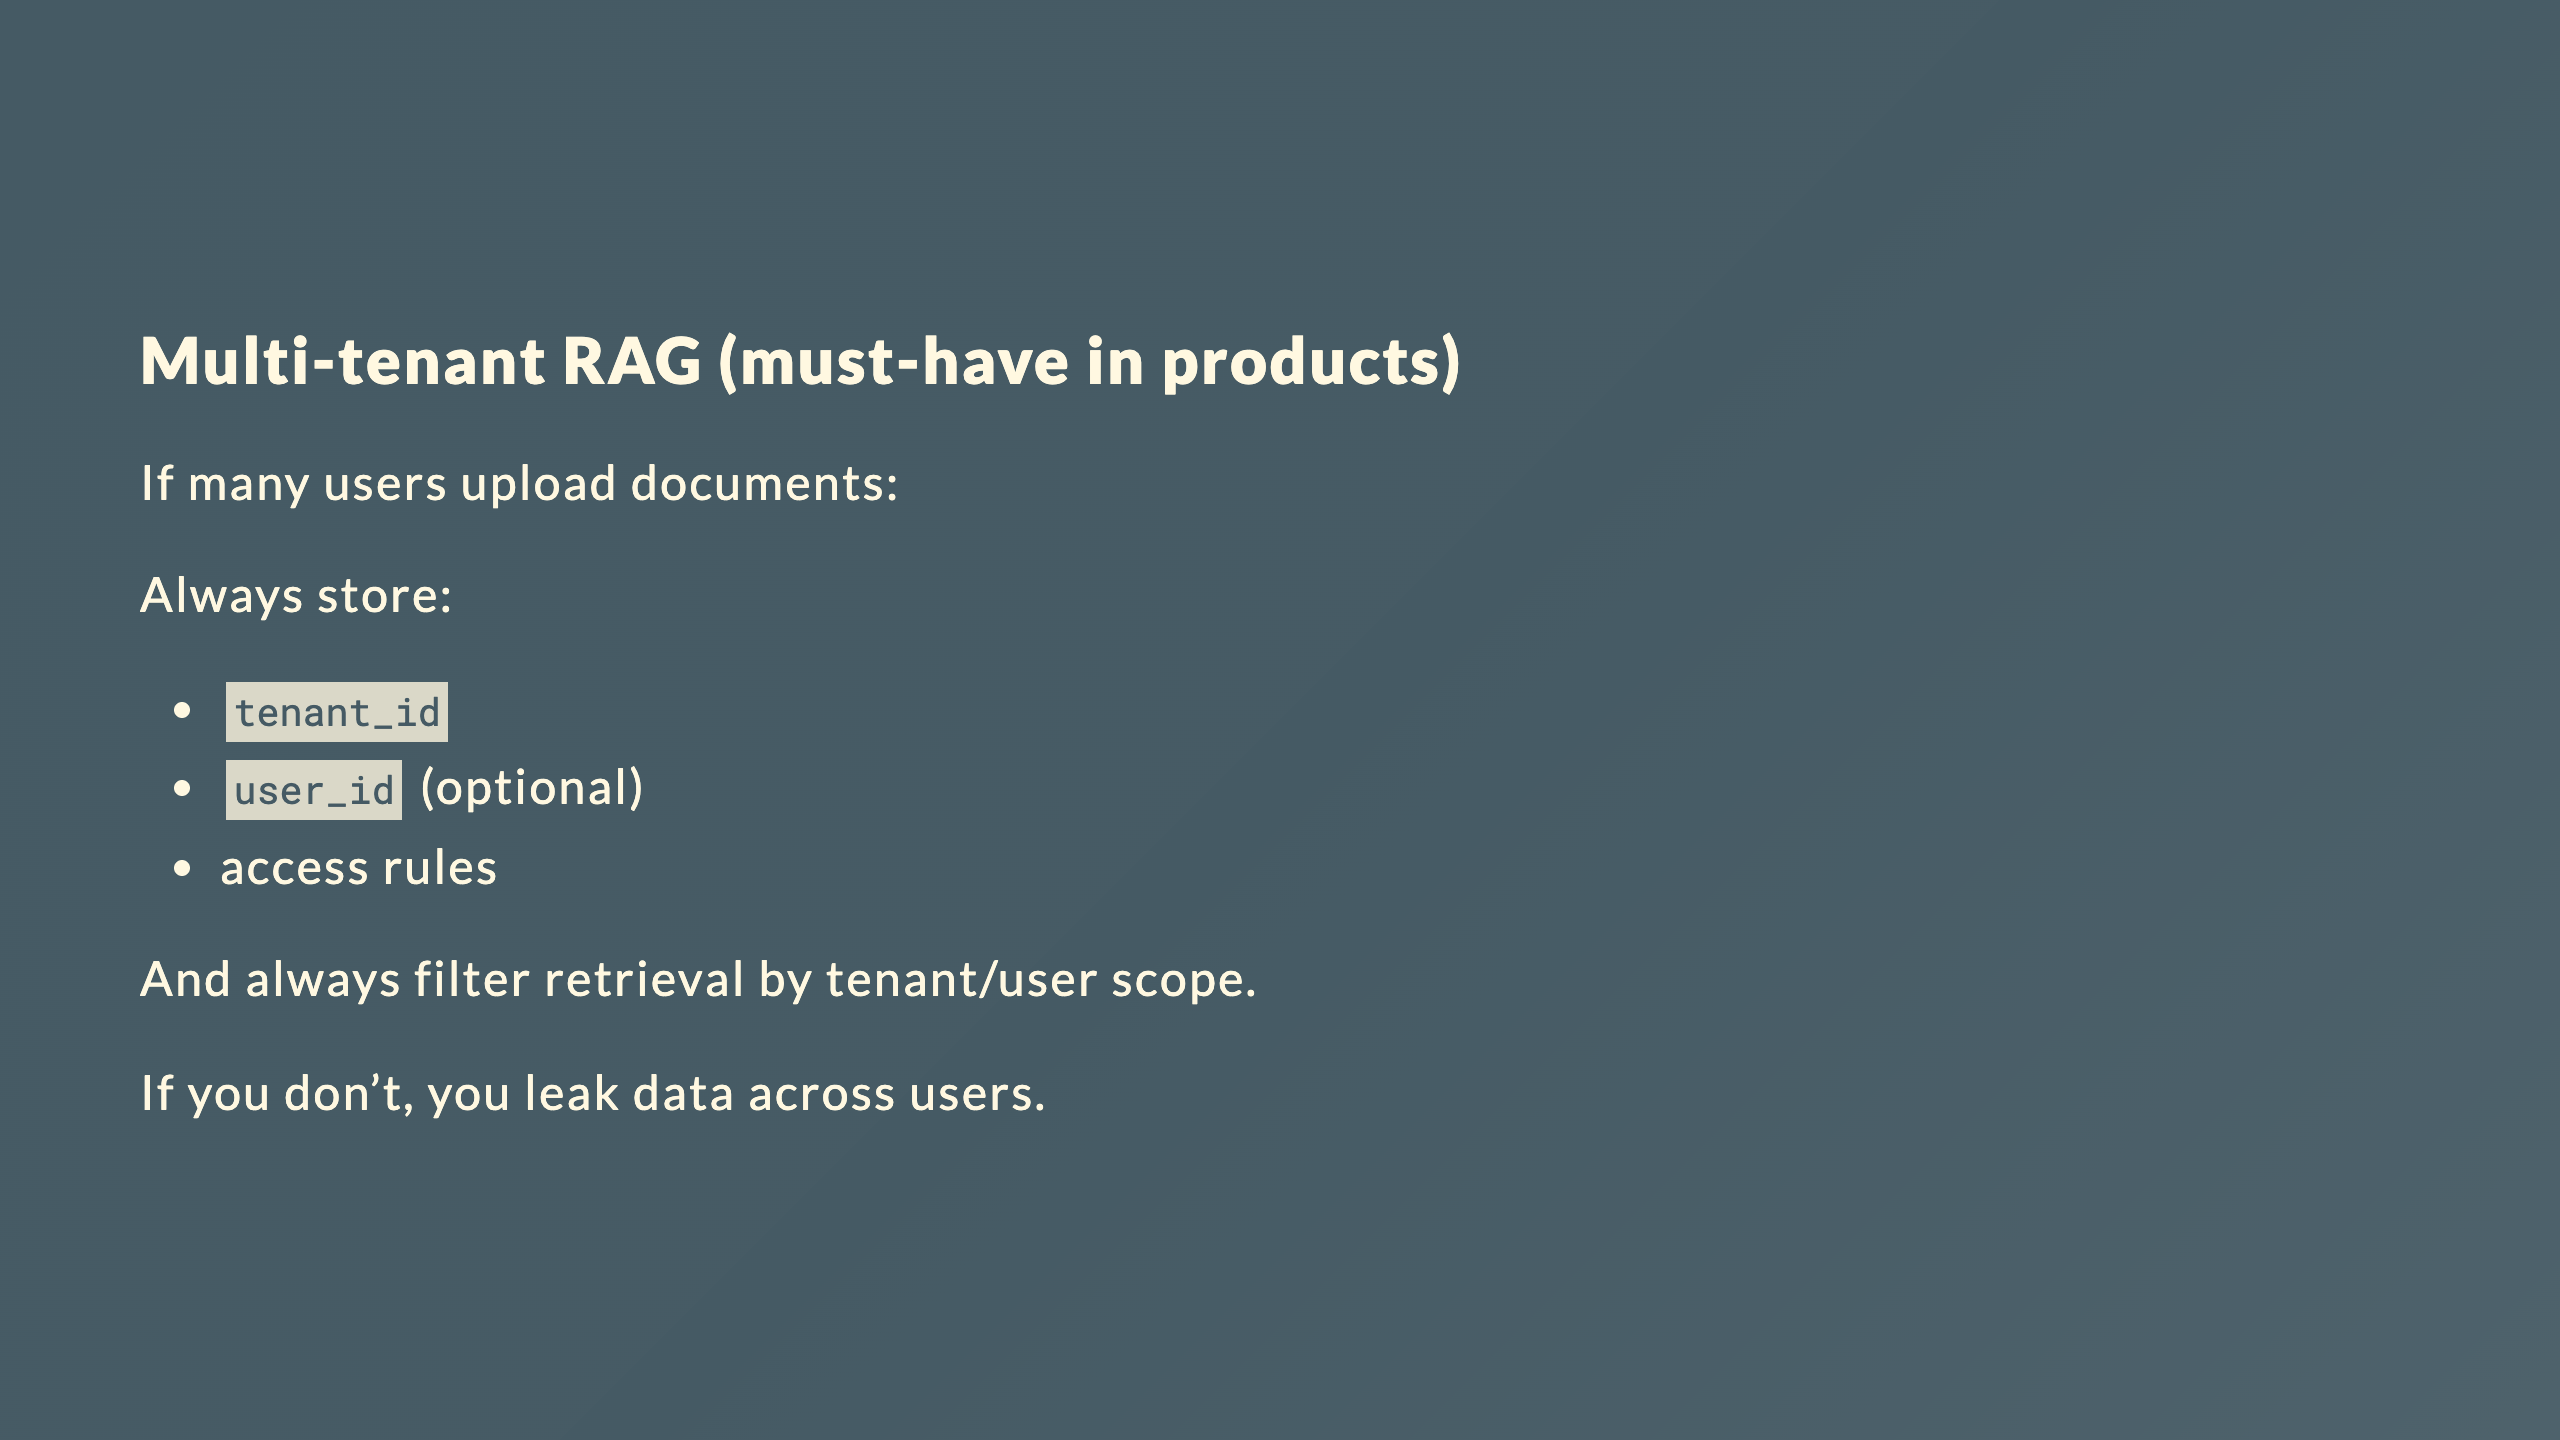 Multi-tenant RAG (must-have in products)
If many users upload documents:
Always store:
• tenant_id
• user_id (optional)
• access rules
And always filter retrieval by tenant/user scope.
If you don’t, you leak data across users.